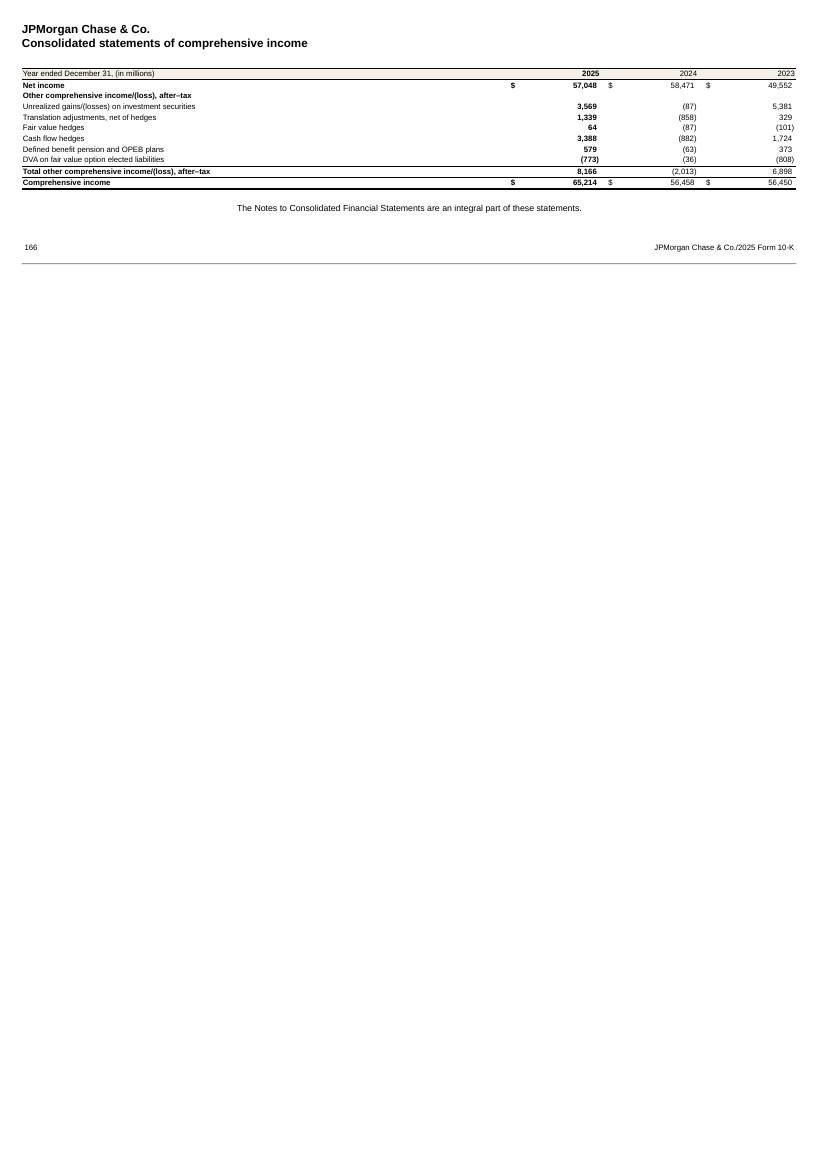 JPMorgan Chase & Co.
Consolidated statements of comprehensive income
Year ended December 31, (in millions) 2025 2024 2023
Net income $ 57,048 $ 58,471 $ 49,552
Other comprehensive income/(loss), after–tax
Unrealized gains/(losses) on investment securities 3,569 (87) 5,381
Translation adjustments, net of hedges 1,339 (858) 329
Fair value hedges 64 (87) (101)
Cash flow hedges 3,388 (882) 1,724
Defined benefit pension and OPEB plans 579 (63) 373
DVA on fair value option elected liabilities (773) (36) (808)
Total other comprehensive income/(loss), after–tax 8,166 (2,013) 6,898
Comprehensive income $ 65,214 $ 56,458 $ 56,450
The Notes to Consolidated Financial Statements are an integral part of these statements.
166 JPMorgan Chase & Co./2025 Form 10-K